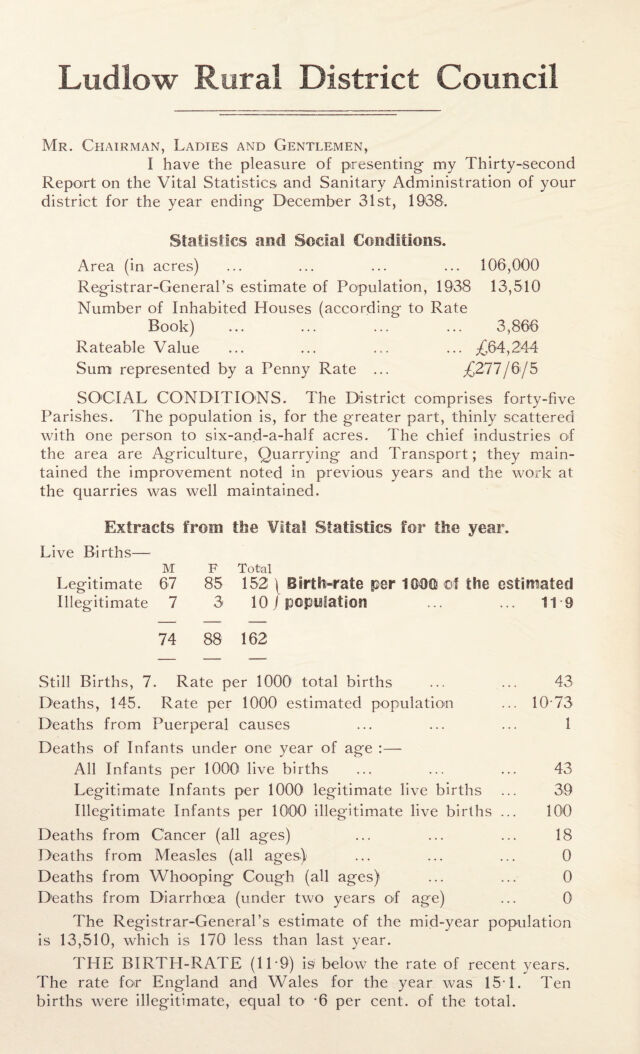 Ludlow Rural District Council
MR. CHAIRMAN, LADIES AND GENTLEMEN,
I have the pleasure of presenting my Thirty-second
Report on the Vital Statistics and Sanitary Administration of your
district for the year ending December 31st, 1938.
Statistics and Social Conditions.
Area (in acres) ... ... ... ... 106,000
Registrar-General's estimate of Population, 1938 13,510
Number of Inhabited Houses (according to Rate
Book) ... ... ... ... 3,866
Rateable Value ... ... ... ... £64,244
Sum represented by a Penny Rate ... £277/6/5
SOCIAL CONDITIONS. The District comprises forty-five
Parishes. The population is, for the greater part, thinly scattered
with one person to six-and-a-half acres. The chief industries of
the area are Agriculture, Quarrying and Transport; they main-
tained the improvement noted in previous years and the work at
the quarries was well maintained.
Extracts from the Vital Statistics for the year.
Live Births—
M F Total
Legitimate 67 85 152 } Birth-rate per 1000 of the estimated
Illegitimate 7 3 10 } population ... ... 11·9
74 88 162
Still Births, 7. Rate per 1000 total births ... ... 43
Deaths, 145. Rate per 1000 estimated population ... 10·73
Deaths from Puerperal causes ... ... ... 1
Deaths of Infants under one year of age :—
All Infants per 1000 live births ... ... ... 43
Legitimate Infants per 1000 legitimate live births ... 39
Illegitimate Infants per 1000 illegitimate live births ... 100
Deaths from Cancer (all ages) ... ... ... 18
Deaths from Measles (all ages) ... ... ... 0
Deaths from Whooping Cough (all ages) ... ... 0
Deaths from Diarrhœa (under two years of age) ... 0
The Registrar-General's estimate of the mid-year population
is 13,510, which is 170 less than last year.
THE BIRTH-RATE (11·9) is below the rate of recent years.
The rate for England and Wales for the year was 15·1. Ten
births were illegitimate, equal to ·6 per cent. of the total.